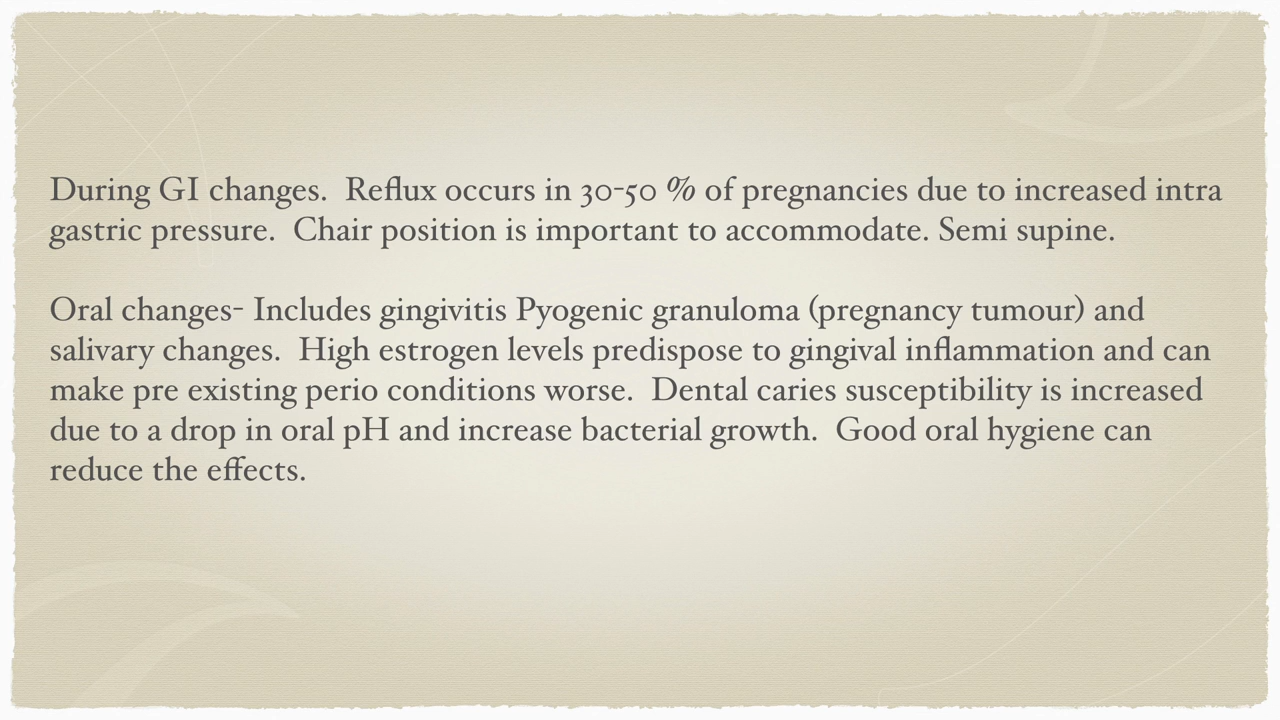 During GI changes.  Reflux occurs in 30-50 % of pregnancies due to increased intra
gastric pressure.  Chair position is important to accommodate. Semi supine.
Oral changes- Includes gingivitis Pyogenic granuloma (pregnancy tumour) and
salivary changes.  High estrogen levels predispose to gingival inflammation and can
make pre existing perio conditions worse.  Dental caries susceptibility is increased
due to a drop in oral pH and increase bacterial growth.  Good oral hygiene can
reduce the effects.